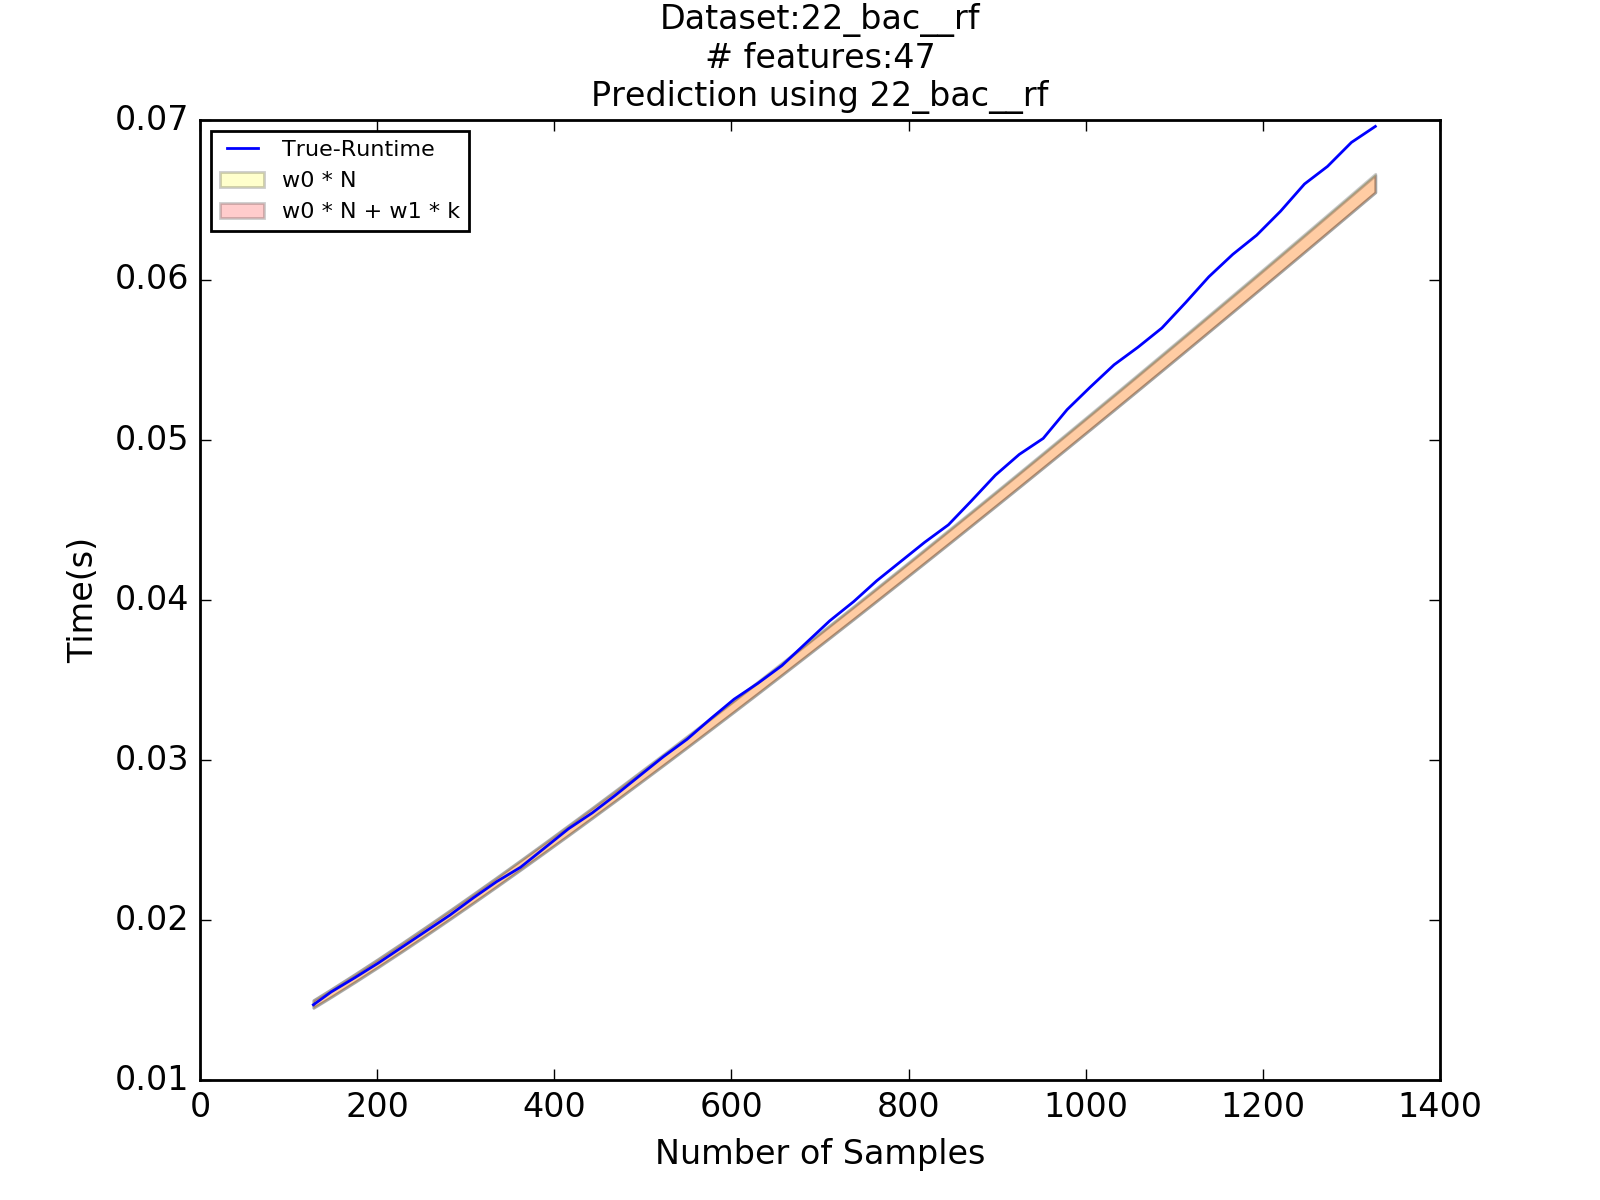 Dataset:22_bac__rf
# features:47
Prediction using 22_bac__rf
True-Runtime
w0 * N
w0 * N + w1 * k
0.07
0.06
0.05
0.04
0.03
0.02
0.01
Time(s)
0 200 400 600 800 1000 1200 1400
Number of Samples